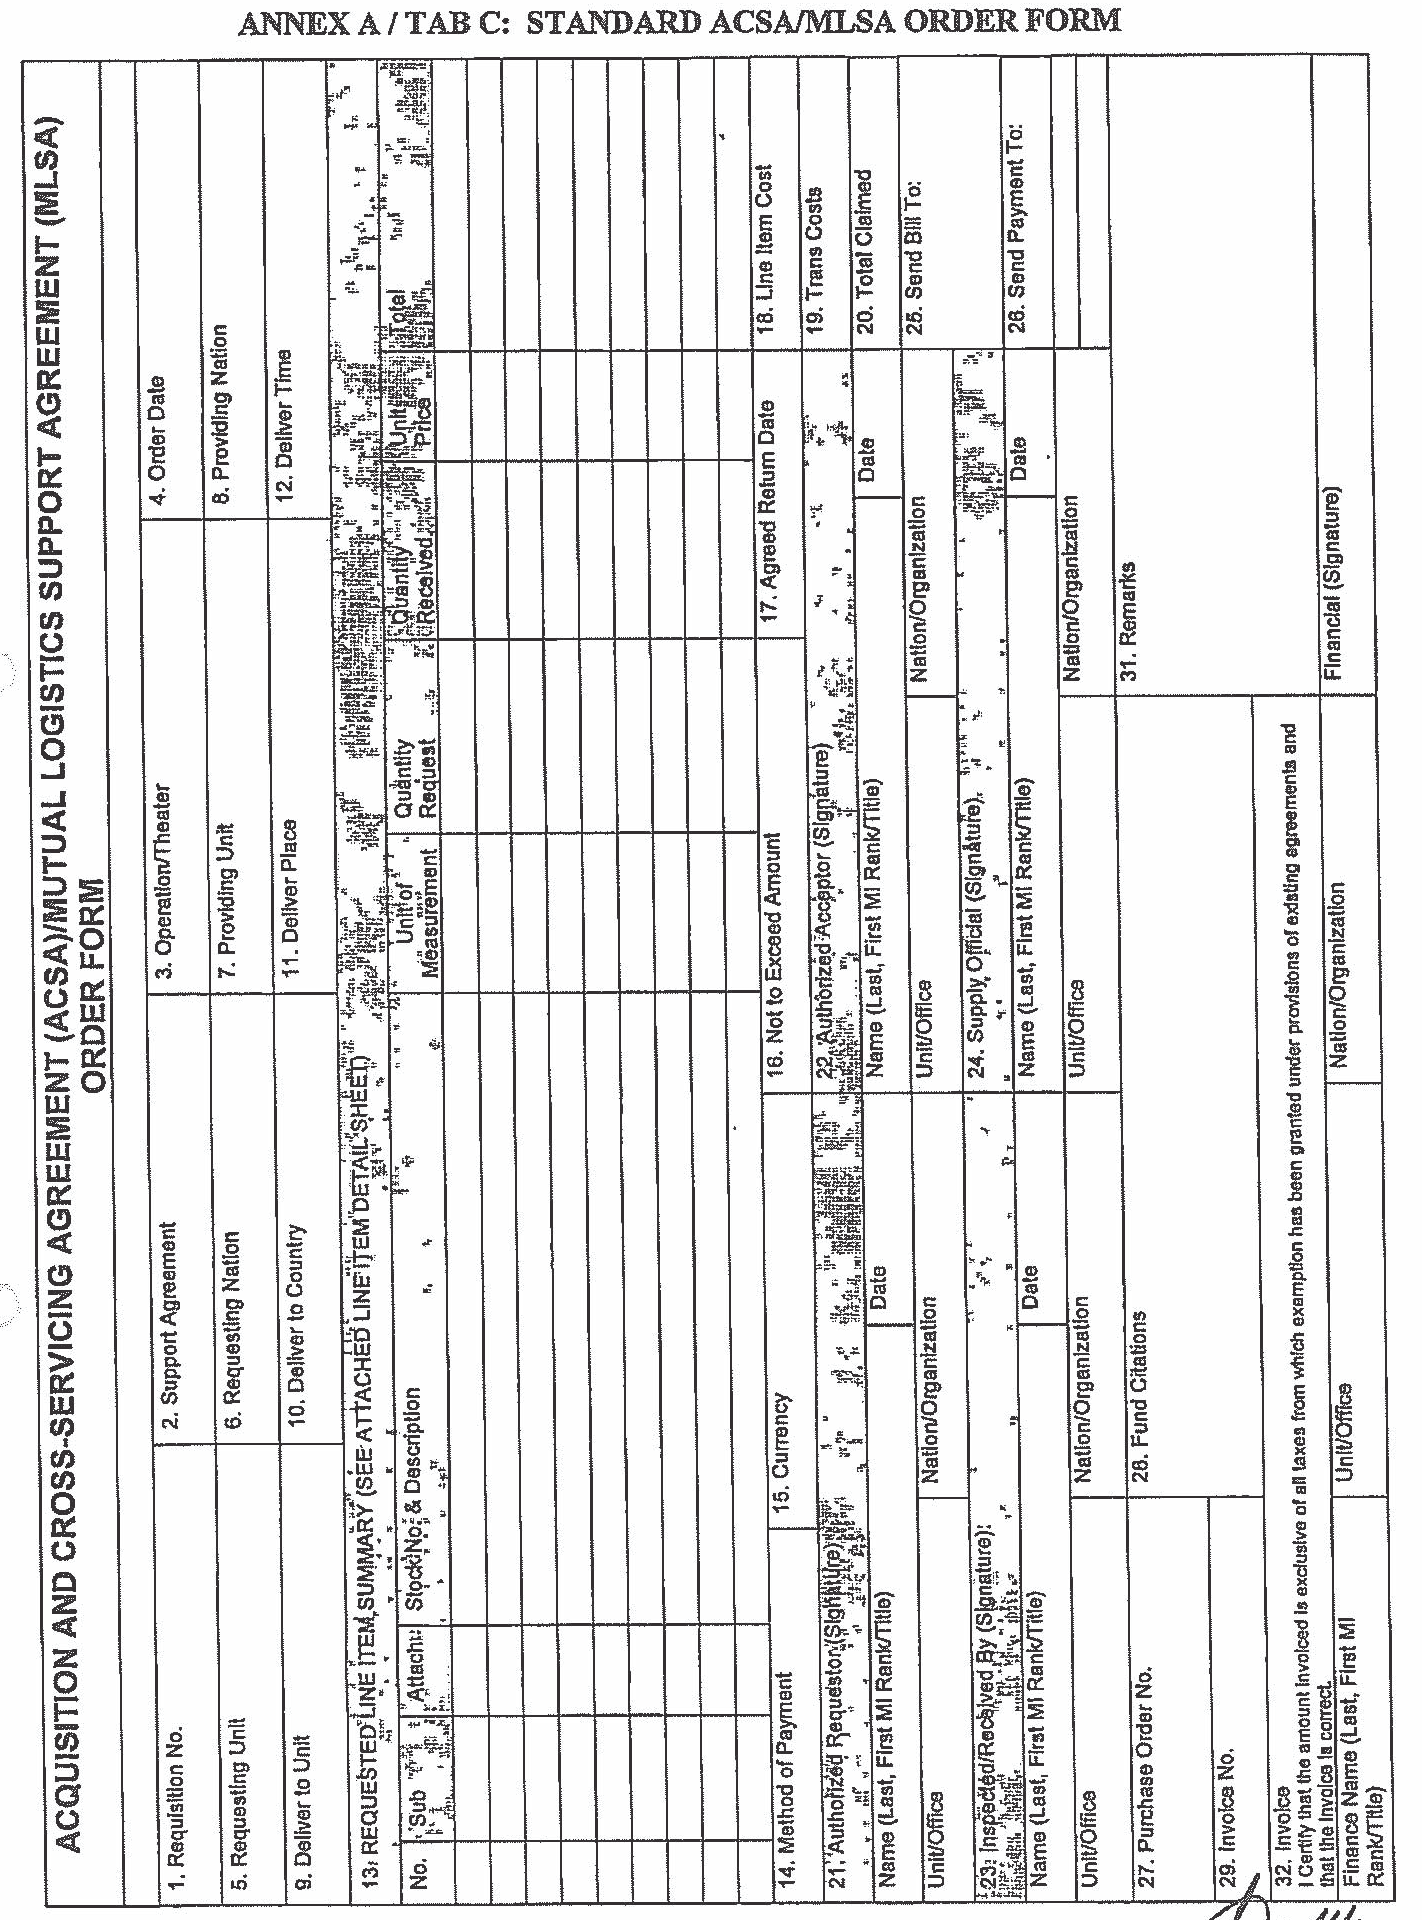 ANNEX A / TAB C: STANDARD ACSA/MLSA ORDER FORM
ACQUISITION AND CROSS-SERVICING AGREEMENT (ACSA)/MUTUAL LOGISTICS SUPPORT AGREEMENT (MLSA)
ORDER FORM
1. Requisition No.
2. Support Agreement
3. Operation/Theater
4. Order Date
5. Requesting Unit
6. Requesting Nation
7. Providing Unit
8. Providing Nation
9. Deliver to Unit
10. Deliver to Country
11. Deliver Place
12. Deliver Time
13. REQUESTED LINE ITEM SUMMARY (SEE ATTACHED LINE ITEM DETAIL SHEET)
No.
Sub
Attach:
Stock No. & Description
Unit of
Measurement
Quantity
Request
Quantity
Received
Unit
Price
Total
14. Method of Payment
15. Currency
16. Not to Exceed Amount
17. Agreed Return Date
18. Line Item Cost
19. Trans Costs
20. Total Claimed
21. Authorized Requestor (Signature)
22. Authorized Acceptor (Signature)
Name (Last, First MI Rank/Title)
Date
Name (Last, First MI Rank/Title)
Date
25. Send Bill To:
Unit/Office
Nation/Organization
Unit/Office
Nation/Organization
23. Inspected/Received By (Signature):
24. Supply Official (Signature)
Name (Last, First MI Rank/Title)
Date
Name (Last, First MI Rank/Title)
Date
26. Send Payment To:
Unit/Office
Nation/Organization
Unit/Office
Nation/Organization
27. Purchase Order No.
28. Fund Citations
31. Remarks
29. Invoice No.
32. Invoice
I Certify that the amount invoiced is exclusive of all taxes from which exemption has been granted under provisions of existing agreements and
that the invoice is correct.
Finance Name (Last, First MI
Rank/Title)
Unit/Office
Nation/Organization
Financial (Signature)